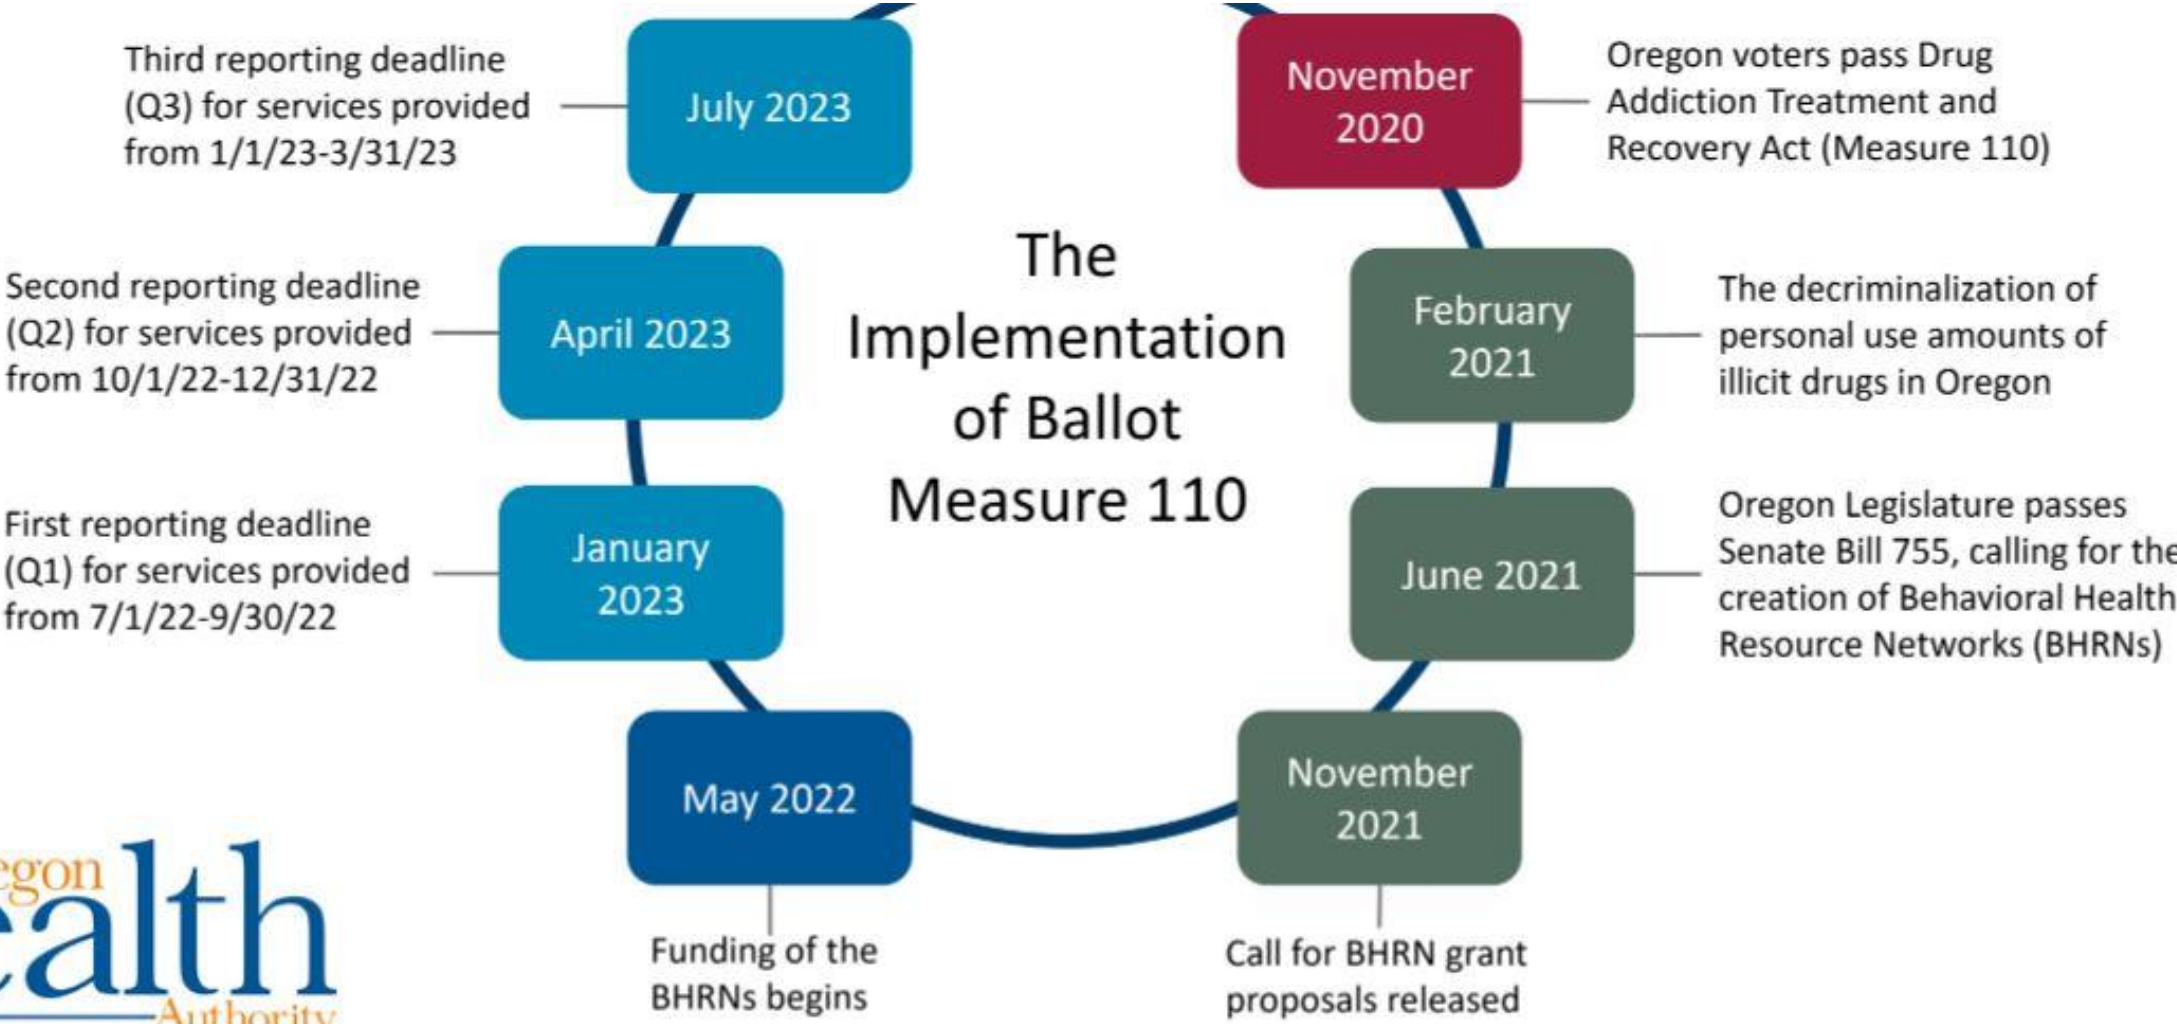 Third reporting deadline
(Q3) for services provided
from 1/1/23-3/31/23
July 2023
November
2020
Oregon voters pass Drug
Addiction Treatment and
Recovery Act (Measure 110)
Second reporting deadline
(Q2) for services provided
from 10/1/22-12/31/22
April 2023
The
Implementation
of Ballot
Measure 110
February
2021
The decriminalization of
personal use amounts of
illicit drugs in Oregon
First reporting deadline
(Q1) for services provided
from 7/1/22-9/30/22
January
2023
June 2021
Oregon Legislature passes
Senate Bill 755, calling for the
creation of Behavioral Health
Resource Networks (BHRNs)
May 2022
November
2021
Funding of the
BHRNs begins
Call for BHRN grant
proposals released
egon
ealth
Authority